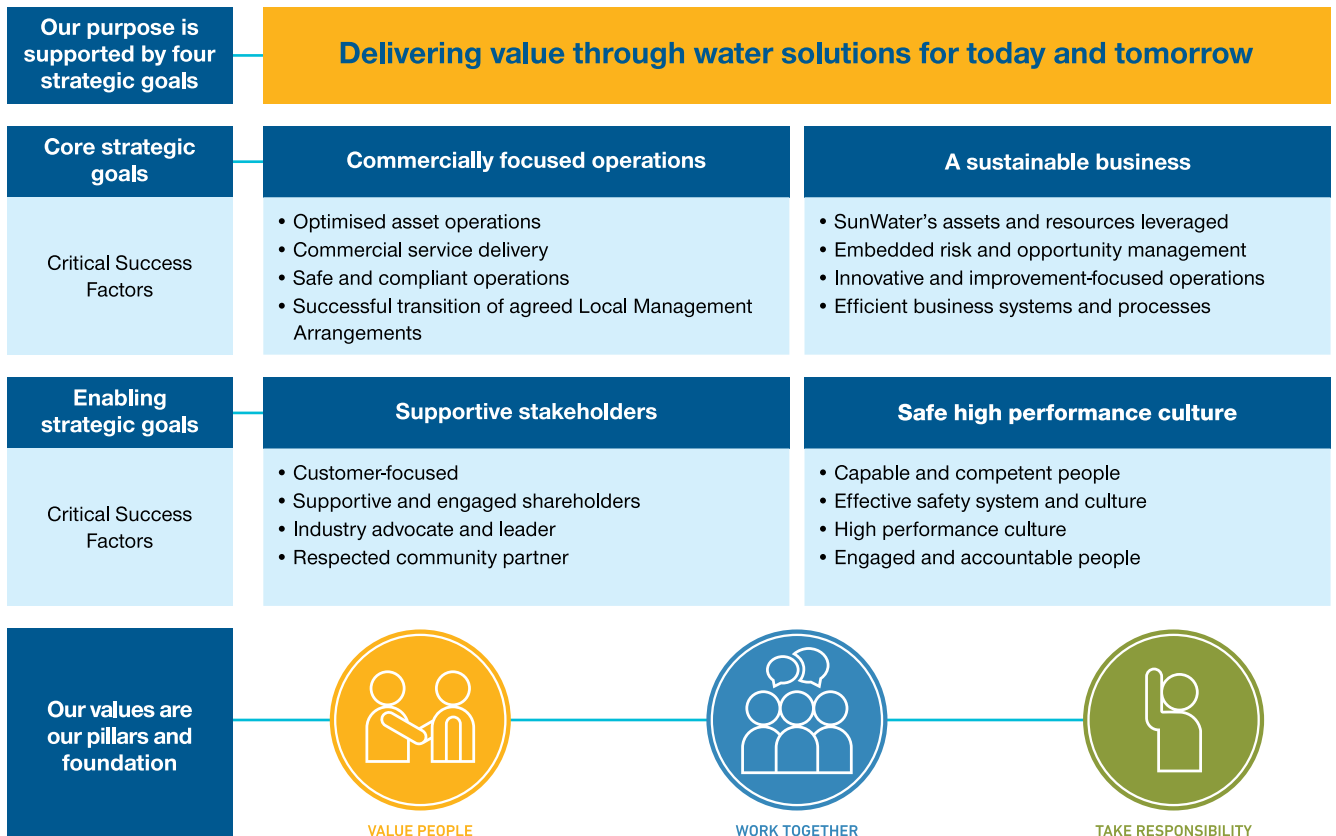 Our purpose is
supported by four
strategic goals
Delivering value through water solutions for today and tomorrow
Core strategic
goals
Commercially focused operations
A sustainable business
Critical Success
Factors
• Optimised asset operations
• Commercial service delivery
• Safe and compliant operations
• Successful transition of agreed Local Management
Arrangements
• SunWater's assets and resources leveraged
• Embedded risk and opportunity management
• Innovative and improvement-focused operations
• Efficient business systems and processes
Enabling
strategic goals
Supportive stakeholders
Safe high performance culture
Critical Success
Factors
• Customer-focused
• Supportive and engaged shareholders
• Industry advocate and leader
• Respected community partner
• Capable and competent people
• Effective safety system and culture
• High performance culture
• Engaged and accountable people
Our values are
our pillars and
foundation
VALUE PEOPLE
WORK TOGETHER
TAKE RESPONSIBILITY